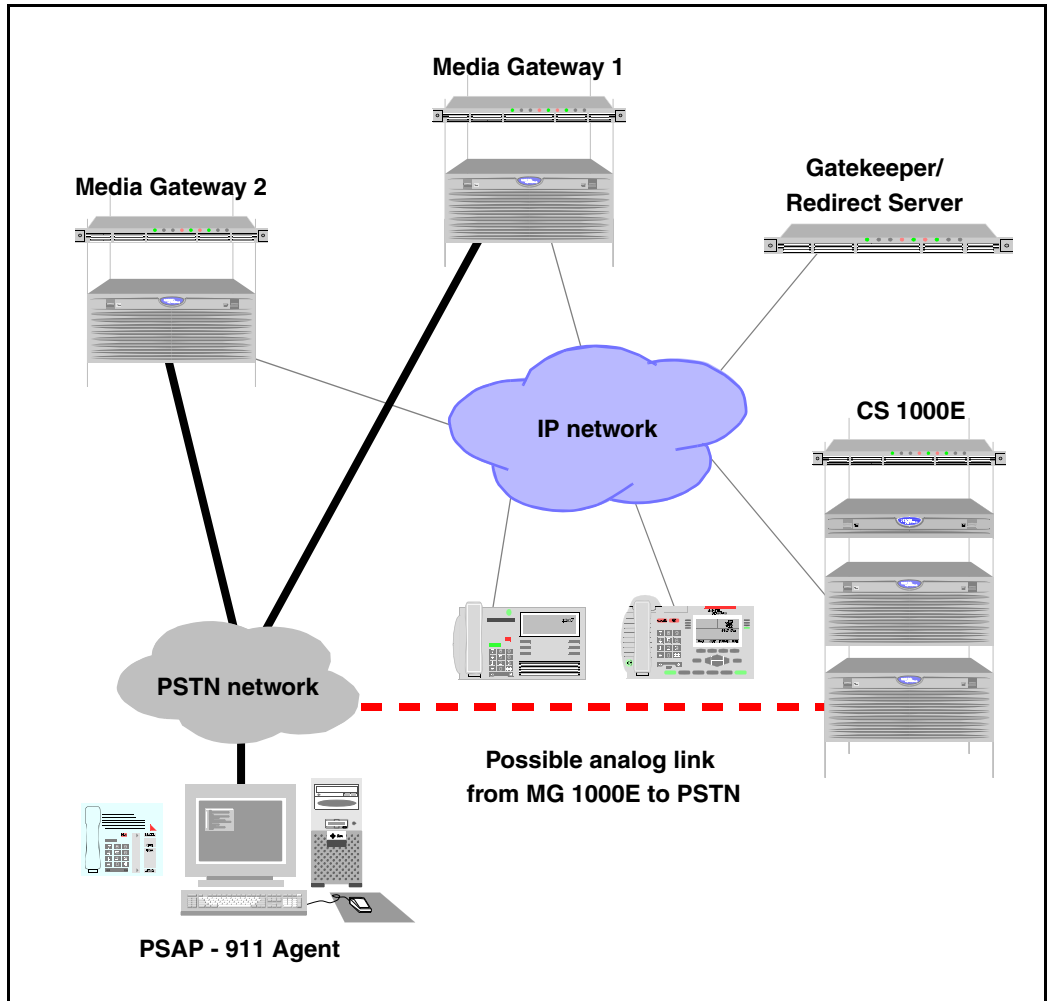 Media Gateway 1
Media Gateway 2
Gatekeeper/
Redirect Server
CS 1000E
IP network
PSTN network
Possible analog link
from MG 1000E to PSTN
PSAP - 911 Agent